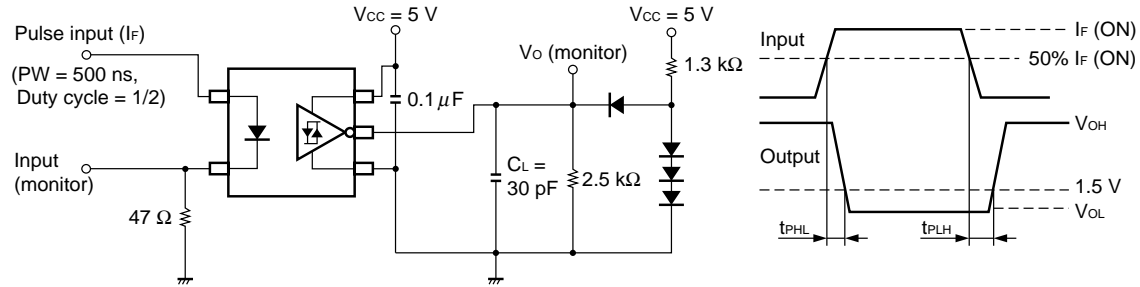 Pulse input (IF)
(PW = 500 ns,
Duty cycle = 1/2)
Input
(monitor)
47 Ω
VCC = 5 V
0.1 µF
VO (monitor)
CL =
30 pF
2.5 kΩ
VCC = 5 V
1.3 kΩ
Input
IF (ON)
50% IF (ON)
VOH
Output
1.5 V
VOL
tPHL
tPLH